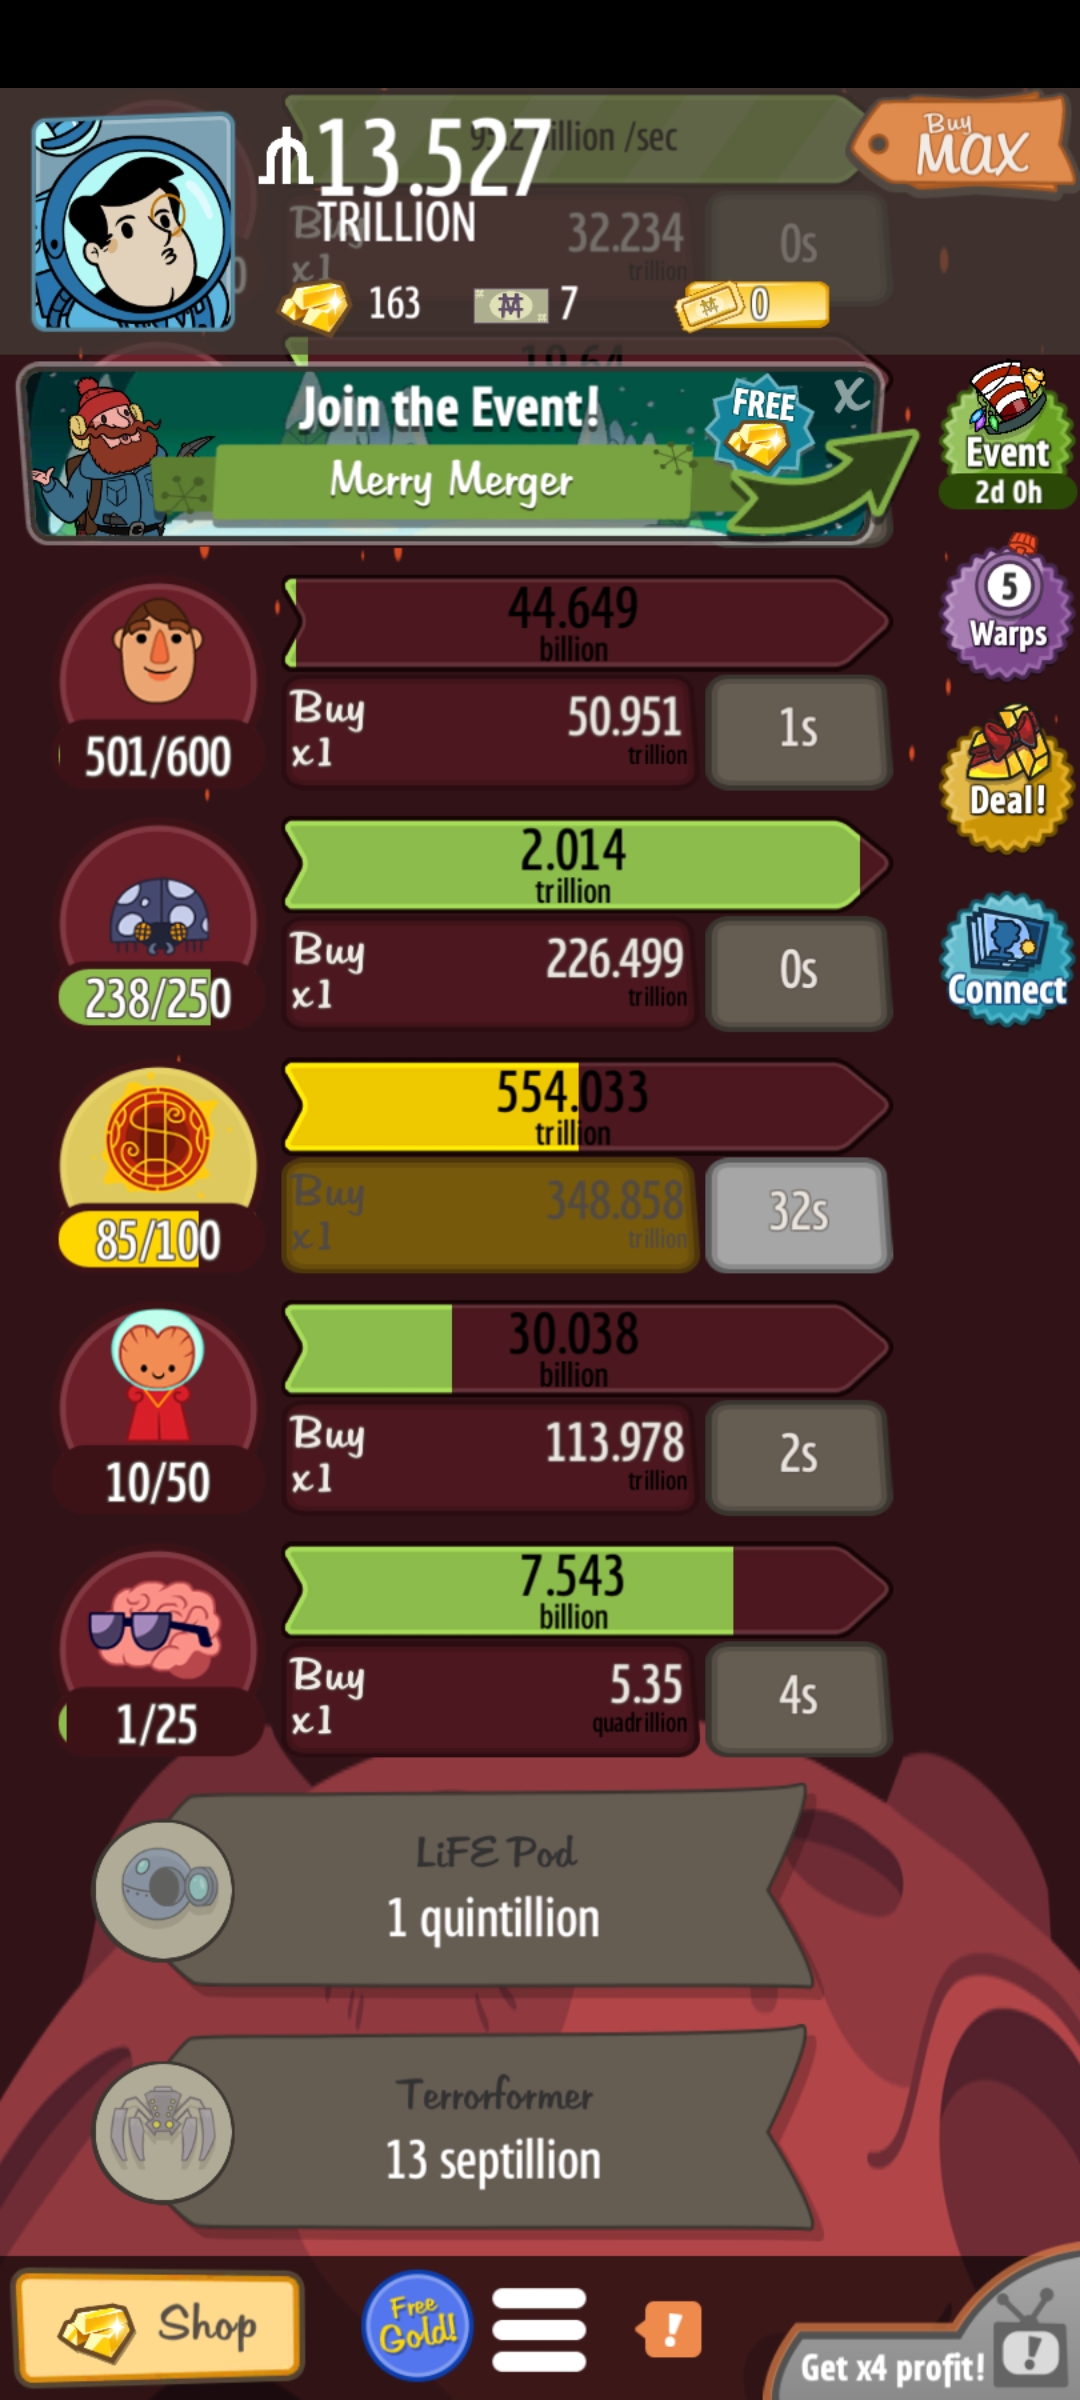 Buy
MAX
13.527
TRILLION
illion /sec
32.234
trillion
x1
0s
163
7
0
Join the Event!
FREE
X
Merry Merger
Event
2d 0h
44.649
billion
Buy
x1
50.951
trillion
1s
501/600
5
Warps
2.014
trillion
Buy
x1
226.499
trillion
0s
238/250
Deal!
Connect
554.033
trillion
Buy
x1
348.858
trillion
32s
85/100
30.038
billion
Buy
x1
113.978
trillion
2s
10/50
7.543
billion
Buy
x1
5.35
quadrillion
4s
1/25
LiFE Pod
1 quintillion
Terrorformer
13 septillion
Shop
Free
Gold!
!
Get x4 profit!
!